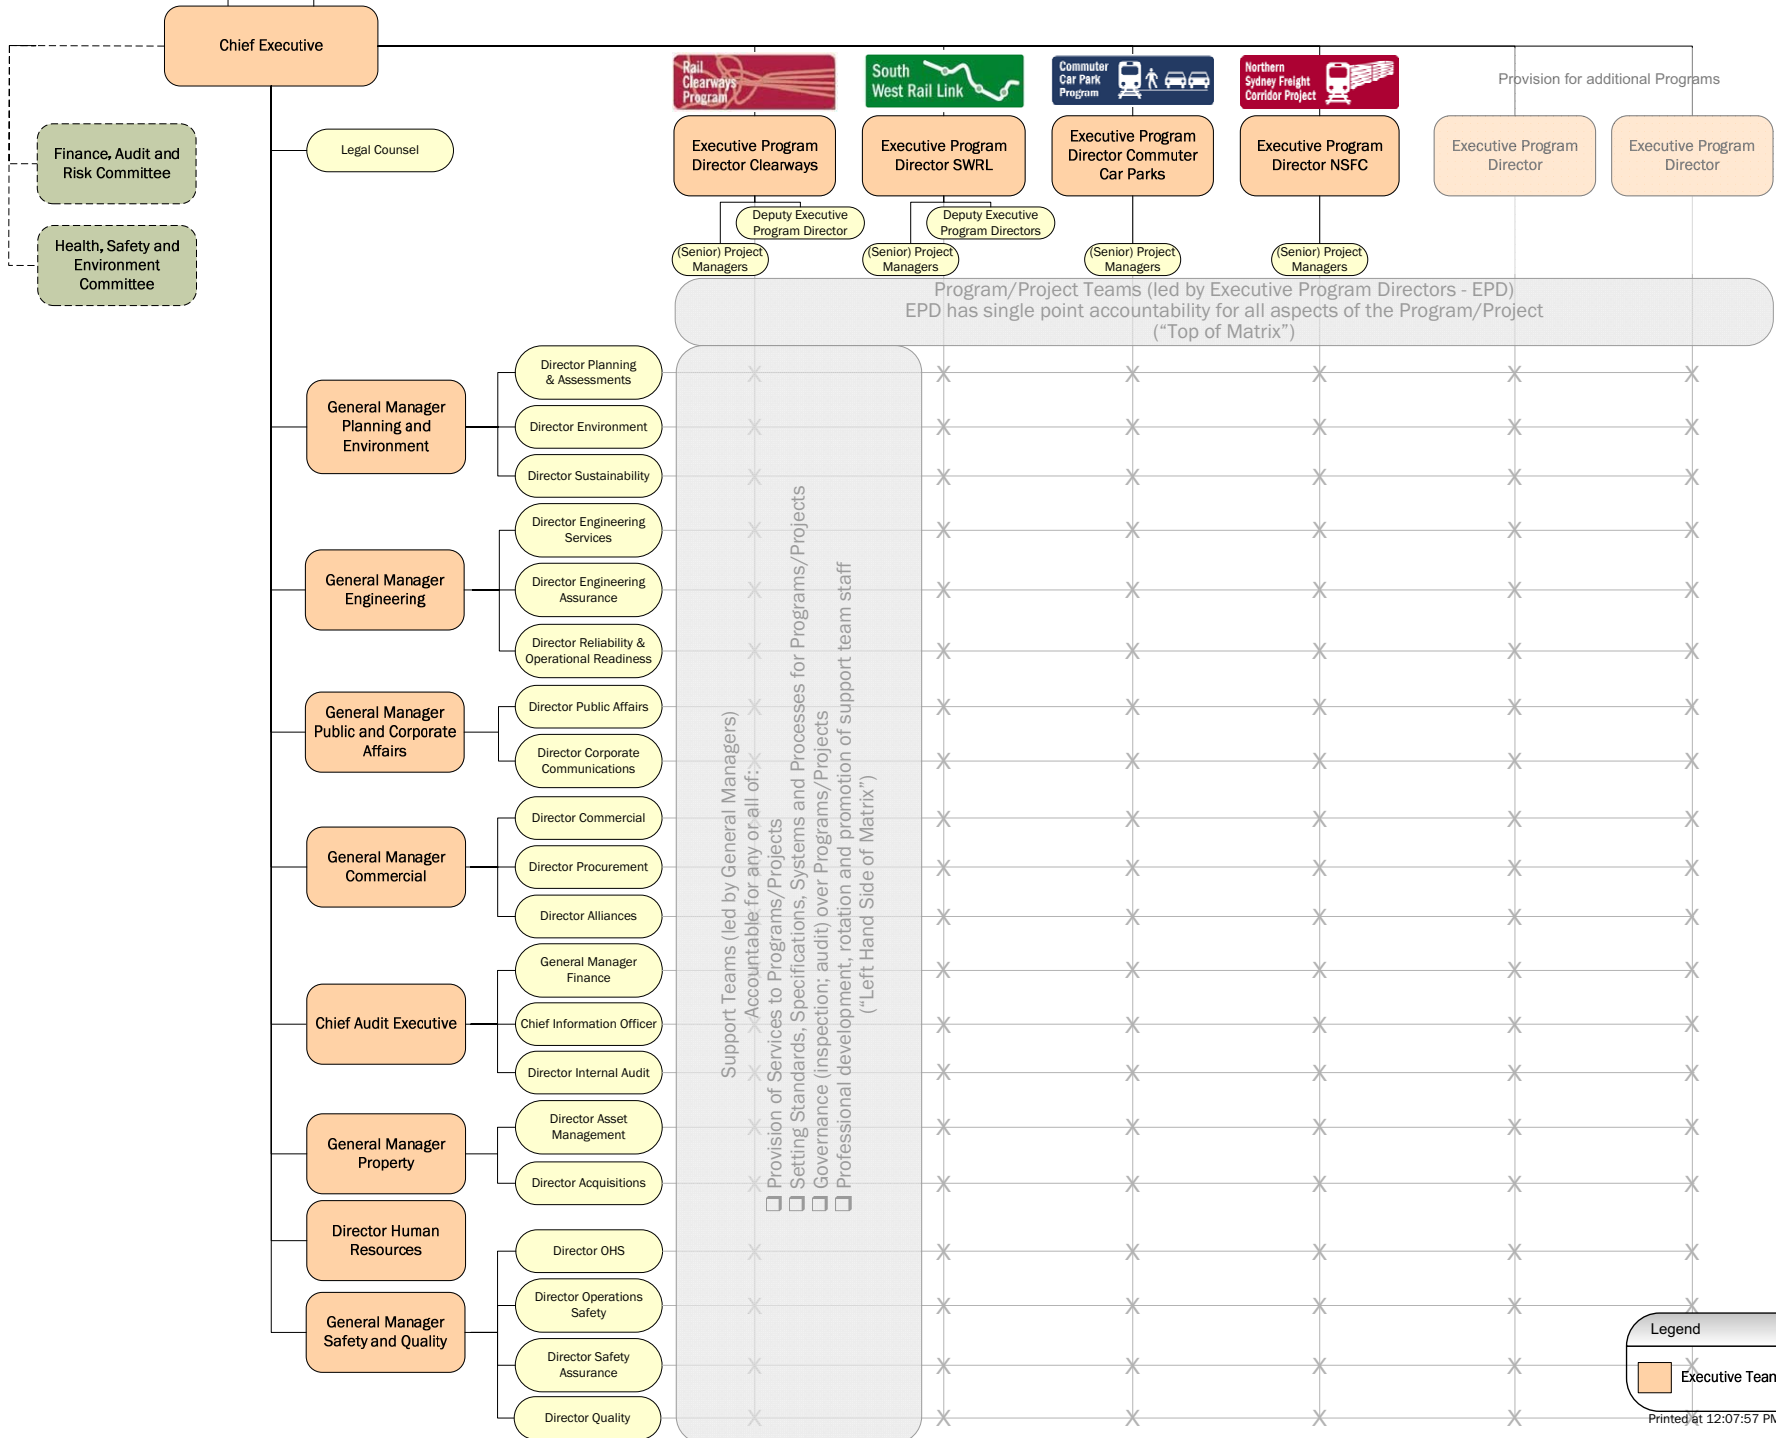 Chief Executive
Rail
Clearways
Program
South
West Rail Link
Commuter
Car Park
Program
Northern
Sydney Freight
Corridor Project
Provision for additional Programs
Finance, Audit and
Risk Committee
Legal Counsel
Executive Program
Director Clearways
Executive Program
Director SWRL
Executive Program
Director Commuter
Car Parks
Executive Program
Director NSFC
Executive Program
Director
Executive Program
Director
Health, Safety and
Environment
Committee
Deputy Executive
Program Director
(Senior) Project
Managers
Deputy Executive
Program Directors
(Senior) Project
Managers
(Senior) Project
Managers
(Senior) Project
Managers
Program/Project Teams (led by Executive Program Directors - EPD)
EPD has single point accountability for all aspects of the Program/Project
(“Top of Matrix”)
General Manager
Planning and
Environment
Director Planning
& Assessments
Director Environment
Director Sustainability
General Manager
Engineering
Director Engineering
Services
Director Engineering
Assurance
Director Reliability &
Operational Readiness
General Manager
Public and Corporate
Affairs
Director Public Affairs
Director Corporate
Communications
General Manager
Commercial
Director Commercial
Director Procurement
Director Alliances
Chief Audit Executive
General Manager
Finance
Chief Information Officer
Director Internal Audit
General Manager
Property
Director Asset
Management
Director Acquisitions
Director Human
Resources
General Manager
Safety and Quality
Director OHS
Director Operations
Safety
Director Safety
Assurance
Director Quality
Support Teams (led by General Managers)
Accountable for any or all of:
❑ Provision of Services to Programs/Projects
❑ Setting Standards, Specifications, Systems and Processes for Programs/Projects
❑ Governance (inspection; audit) over Programs/Projects
❑ Professional development, rotation and promotion of support team staff
(“Left Hand Side of Matrix”)
Legend
Executive Tean
Printed at 12:07:57 PM